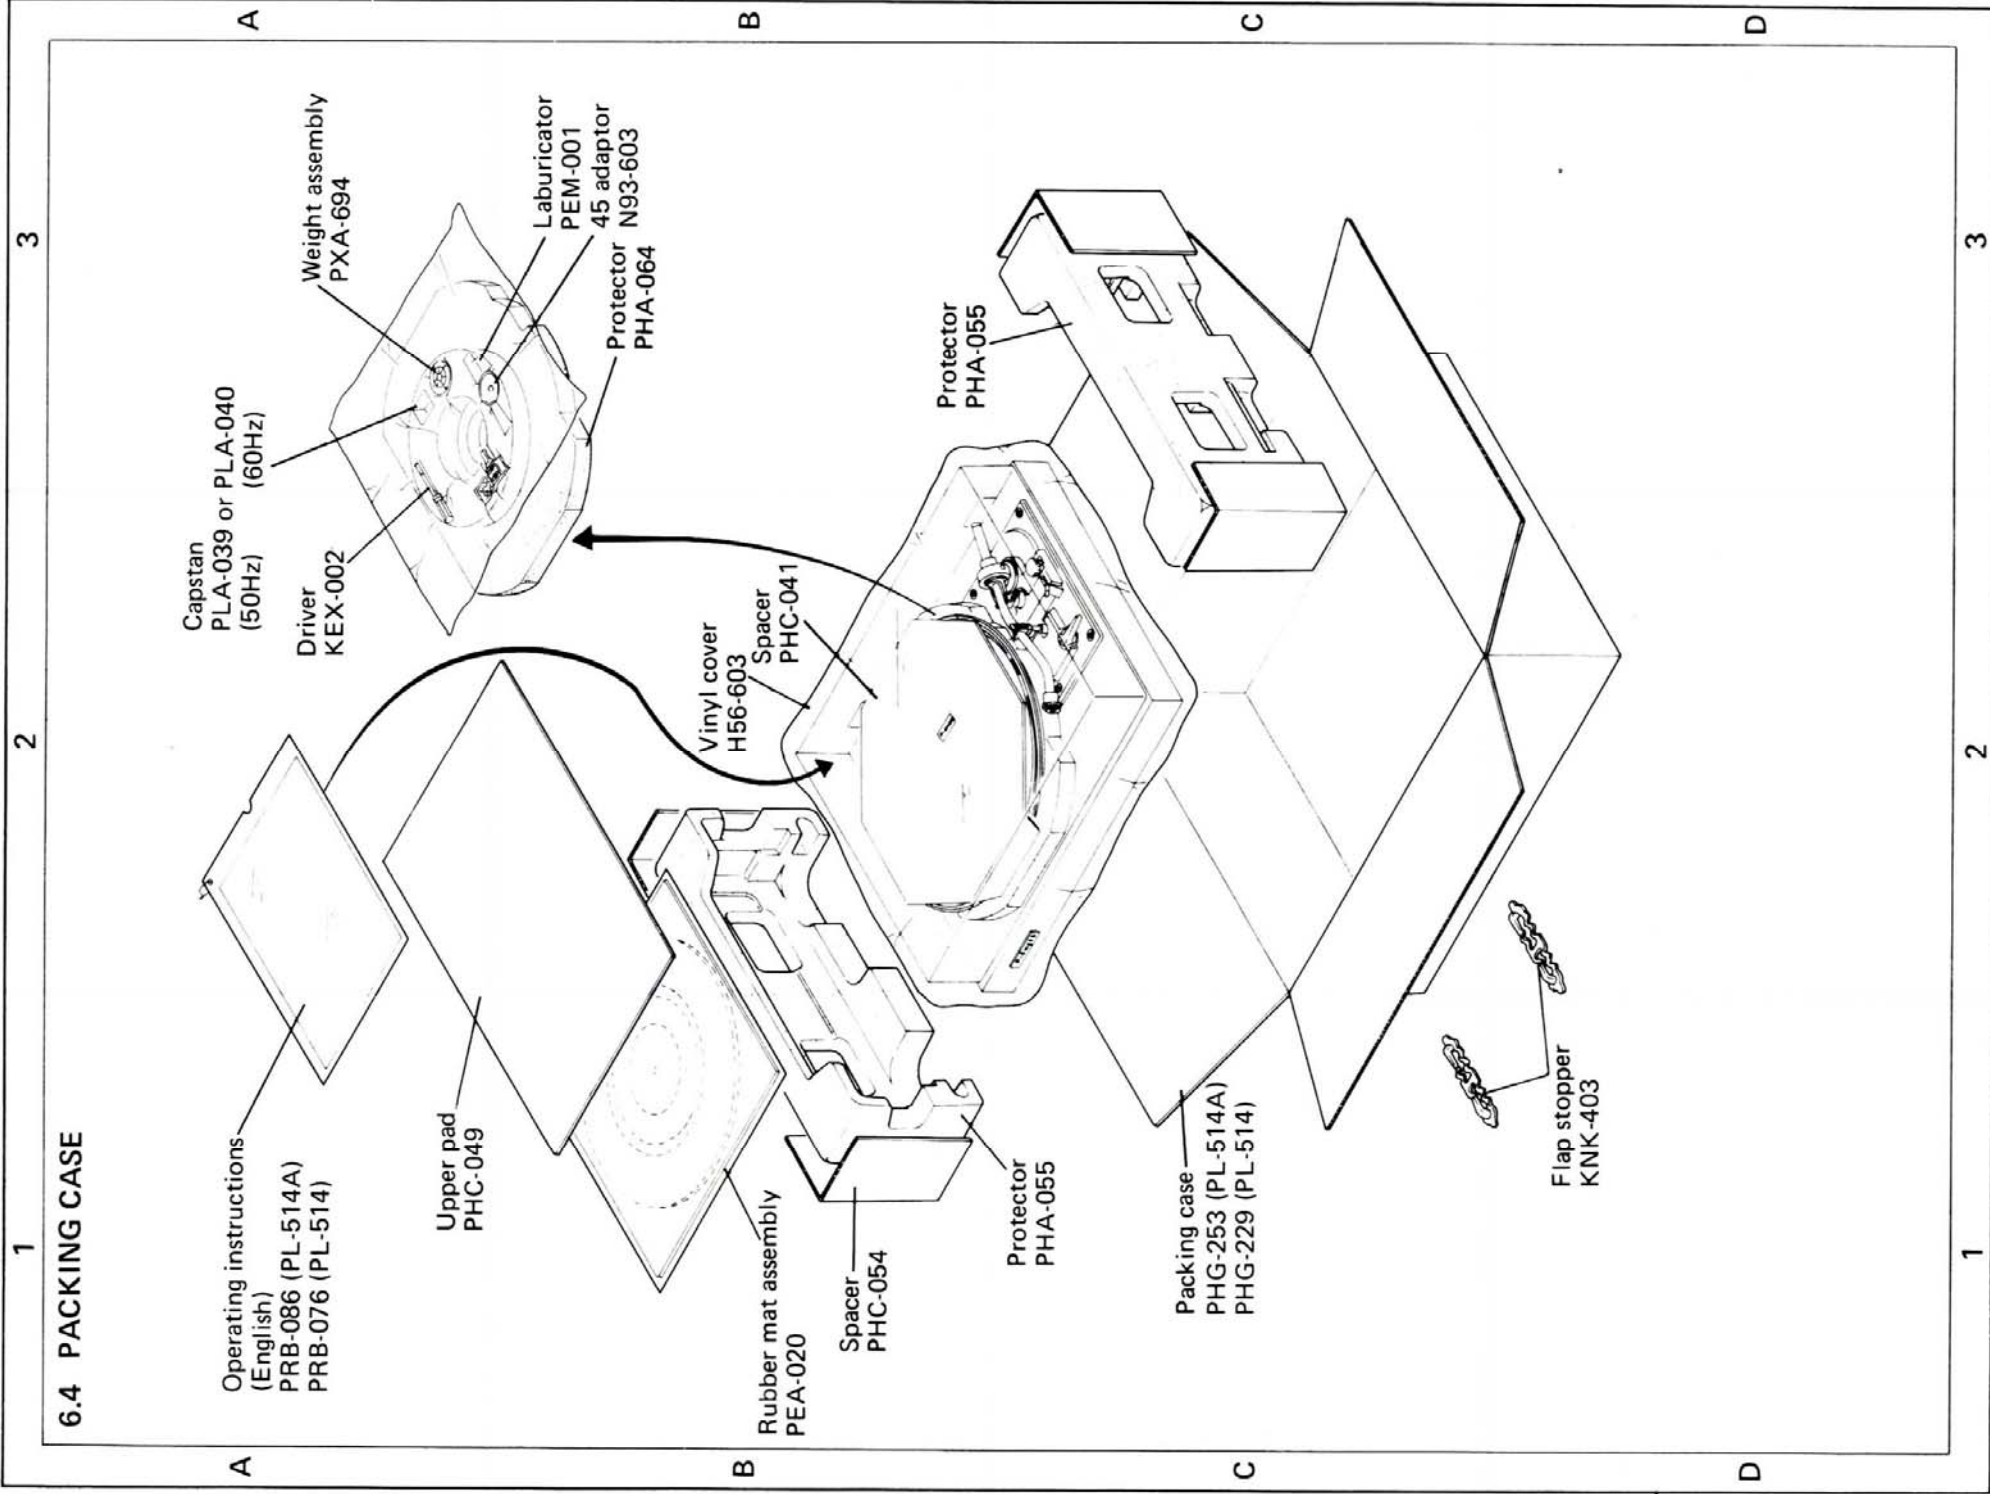 6.4 PACKING CASE
1
2
3
A
B
C
D
Operating instructions
(English)
PRB-086 (PL-514A)
PRB-076 (PL-514)
Upper pad
PHC-049
Rubber mat assembly
PEA-020
Spacer
PHC-054
Protector
PHA-055
Packing case
PHG-253 (PL-514A)
PHG-229 (PL-514)
Flap stopper
KNK-403
Capstan
PLA-039 or PLA-040
(50Hz) (60Hz)
Driver
KEX-002
Vinyl cover
H56-603
Spacer
PHC-041
Weight assembly
PXA-694
Laburicator
PEM-001
45 adaptor
N93-603
Protector
PHA-064
Protector
PHA-055
A
B
C
D
1
2
3